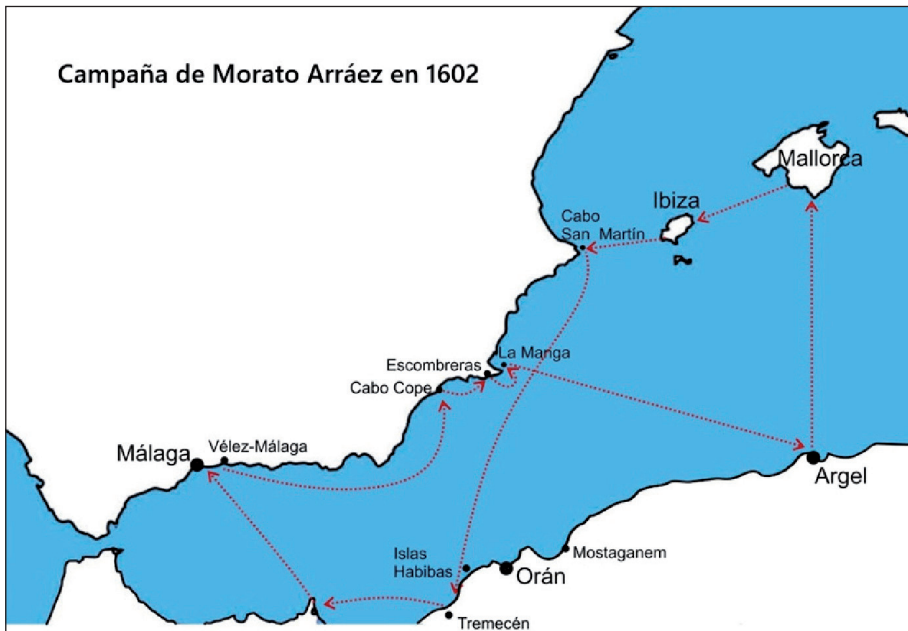 Campaña de Morato Arráez en 1602
Mallorca
Ibiza
Cabo
San Martín
La Manga
Escombreras
Cabo Cope
Vélez-Málaga
Málaga
Argel
Mostaganem
Islas
Habibas
Orán
Tremecén